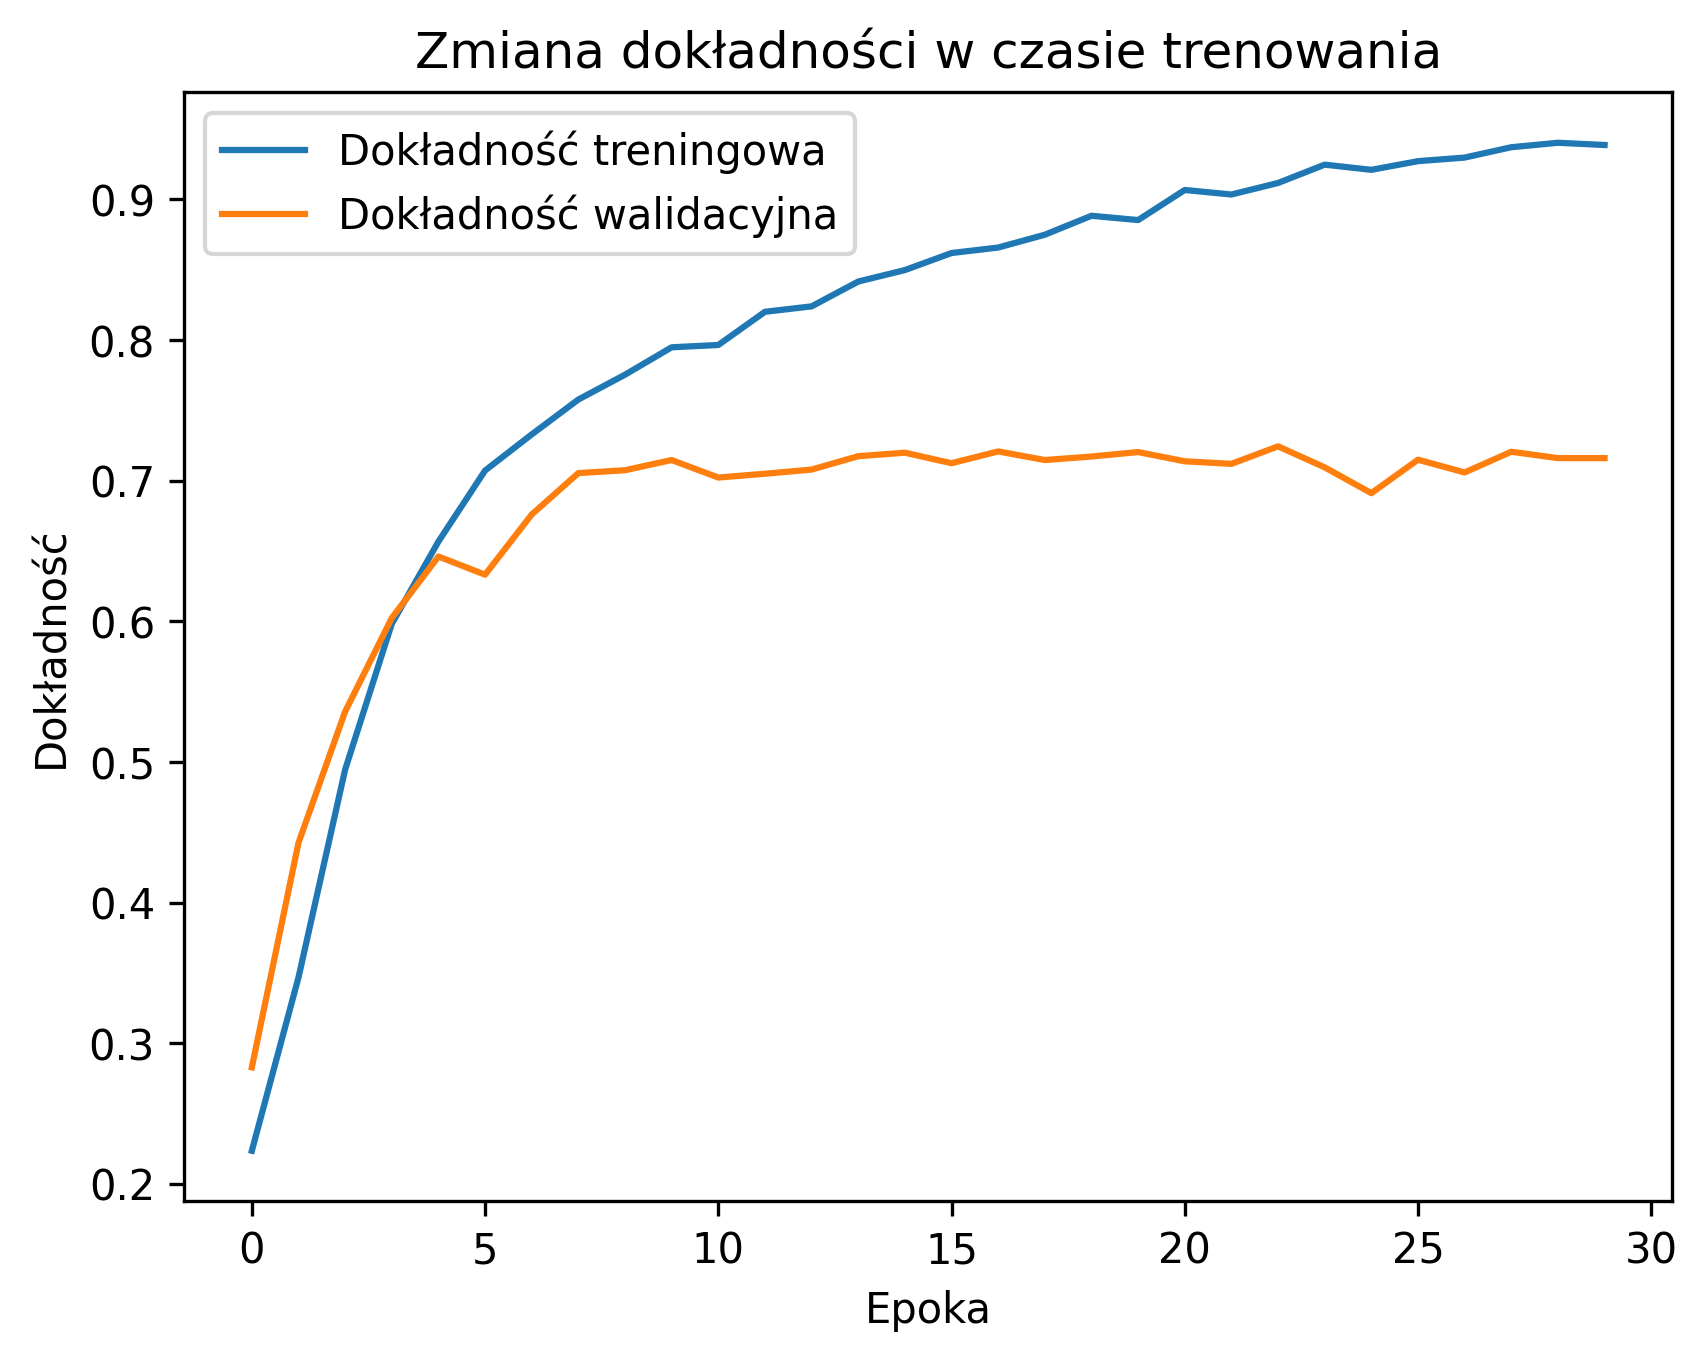 Zmiana dokładności w czasie trenowania
Dokładność treningowa
Dokładność walidacyjna
0.9
0.8
0.7
0.6
0.5
0.4
0.3
0.2
Dokładność
0 5 10 15 20 25 30
Epoka